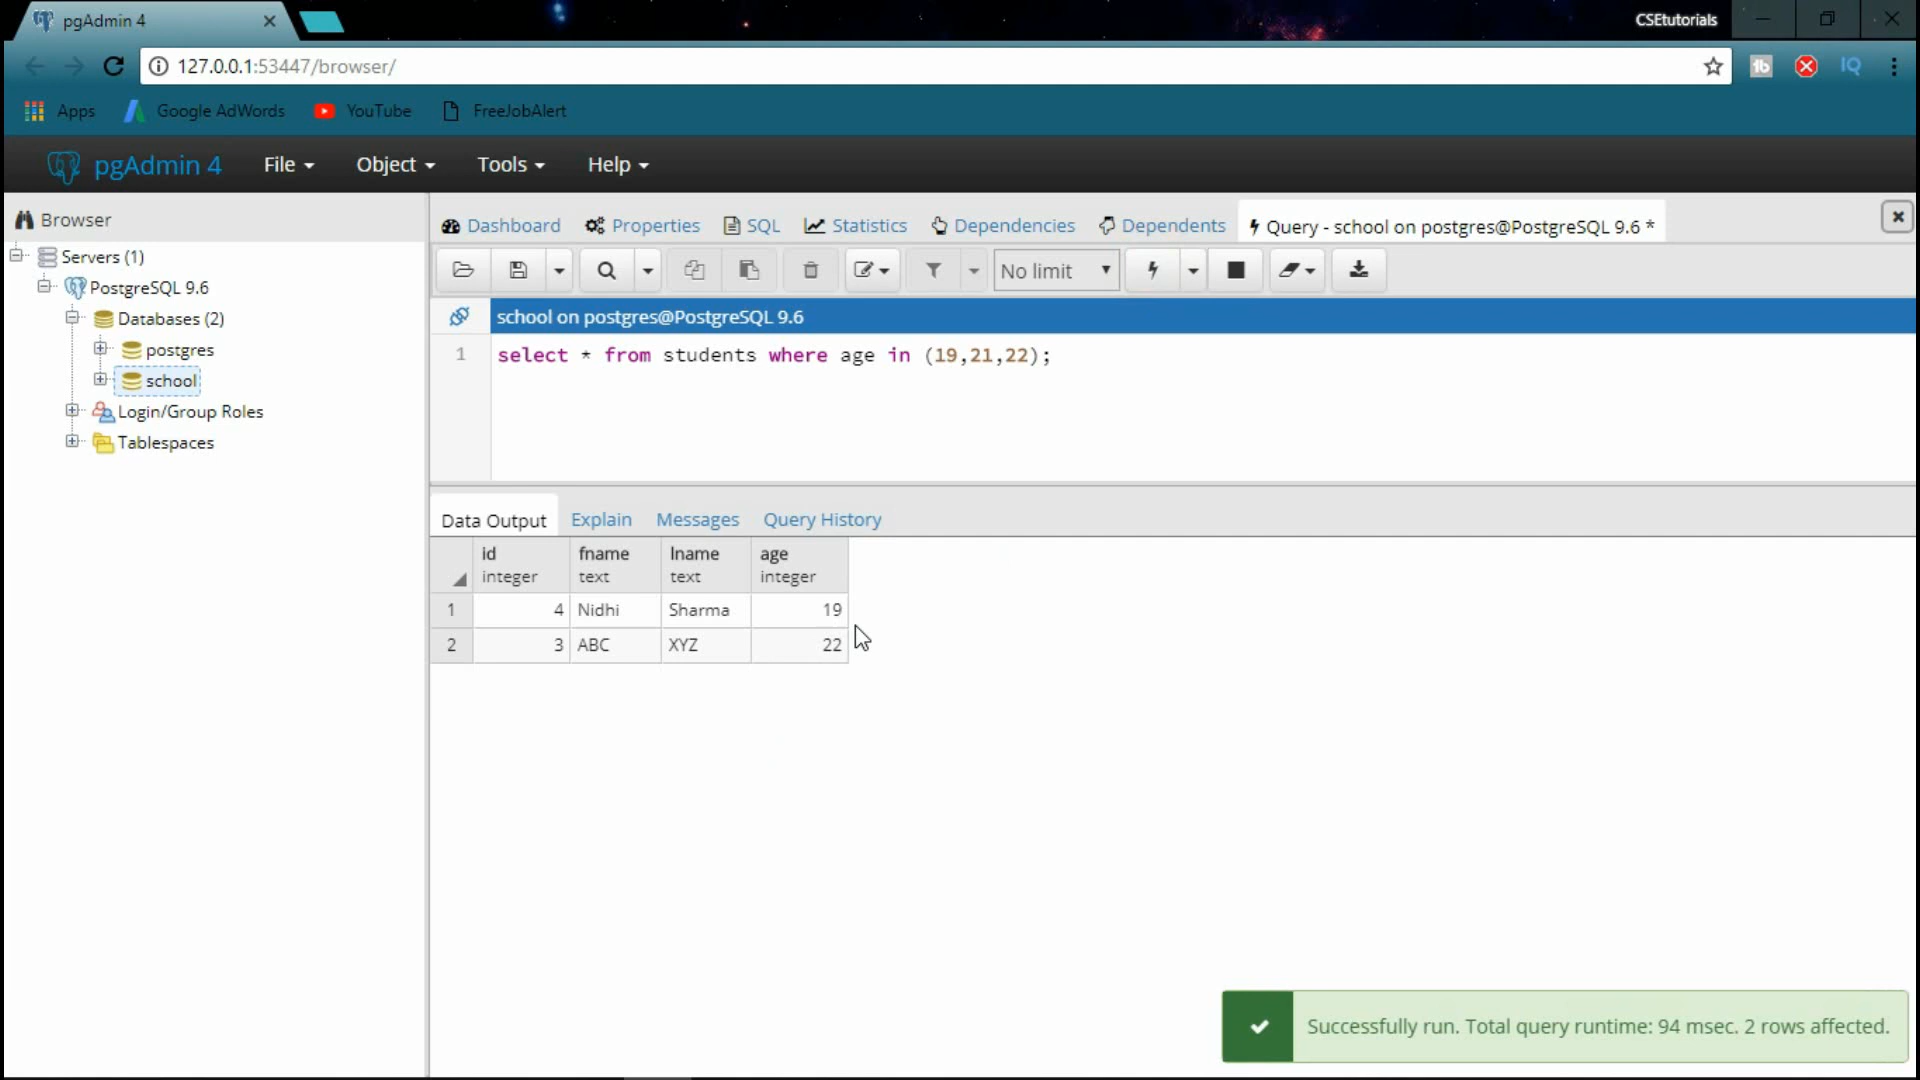 pgAdmin 4
CSEtutorials
127.0.0.1:53447/browser/
Apps Google AdWords YouTube FreeJobAlert
pgAdmin 4 File Object Tools Help
Browser
Servers (1)
PostgreSQL 9.6
Databases (2)
postgres
school
Login/Group Roles
Tablespaces
Dashboard Properties SQL Statistics Dependencies Dependents Query - school on postgres@PostgreSQL 9.6 *
No limit
school on postgres@PostgreSQL 9.6
1 select * from students where age in (19,21,22);
Data Output Explain Messages Query History
id fname lname age
integer text text integer
1 4 Nidhi Sharma 19
2 3 ABC XYZ 22
Successfully run. Total query runtime: 94 msec. 2 rows affected.